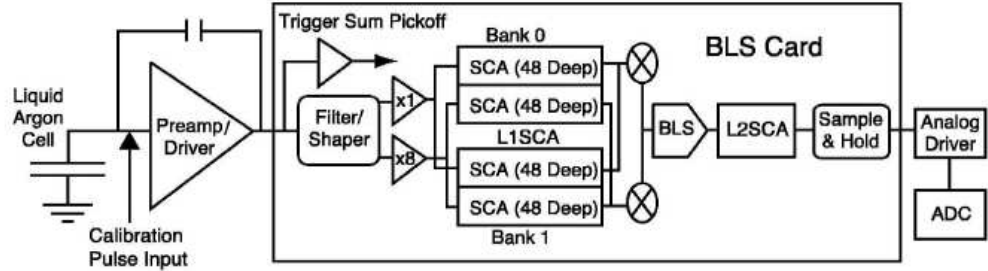 Trigger Sum Pickoff
Bank 0
BLS Card
SCA (48 Deep)
SCA (48 Deep)
x1
Liquid
Argon
Cell
Preamp/
Driver
Filter/
Shaper
L1SCA
x8
BLS
L2SCA
Sample
& Hold
Analog
Driver
SCA (48 Deep)
SCA (48 Deep)
Bank 1
ADC
Calibration
Pulse Input